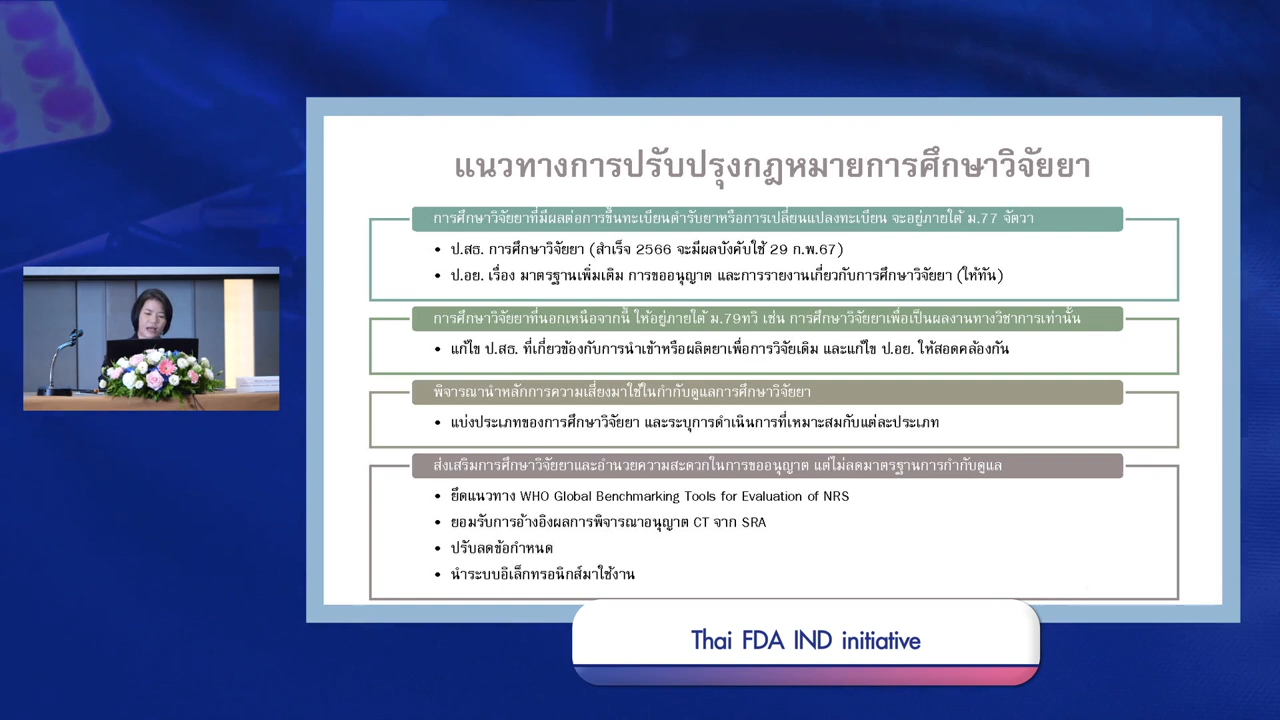 แนวทางการปรับปรุงกฎหมายการศึกษาวิจัยยา
การศึกษาวิจัยยาที่มีผลต่อการขึ้นทะเบียนตำรับยาหรือการเปลี่ยนแปลงทะเบียน จะอยู่ภายใต้ ม.77 จัตวา
• ป.สธ. การศึกษาวิจัยยา (สำเร็จ 2566 จะมีผลบังคับใช้ 29 ก.พ.67)
• ป.อย. เรื่อง มาตรฐานเพิ่มเติม การขออนุญาต และการรายงานเกี่ยวกับการศึกษาวิจัยยา (ให้ทัน)
การศึกษาวิจัยยาที่นอกเหนือจากนี้ ให้อยู่ภายใต้ ม.79ทวิ เช่น การศึกษาวิจัยยาเพื่อเป็นผลงานทางวิชาการเท่านั้น
• แก้ไข ป.สธ. ที่เกี่ยวข้องกับการนำเข้าหรือผลิตยาเพื่อการวิจัยเดิม และแก้ไข ป.อย. ให้สอดคล้องกัน
พิจารณานำหลักการความเสี่ยงมาใช้ในกำกับดูแลการศึกษาวิจัยยา
• แบ่งประเภทของการศึกษาวิจัยยา และระบุการดำเนินการที่เหมาะสมกับแต่ละประเภท
ส่งเสริมการศึกษาวิจัยยาและอำนวยความสะดวกในการขออนุญาต แต่ไม่ลดมาตรฐานการกำกับดูแล
• ยึดแนวทาง WHO Global Benchmarking Tools for Evaluation of NRS
• ยอมรับการอ้างอิงผลการพิจารณาอนุญาต CT จาก SRA
• ปรับลดข้อกำหนด
• นำระบบอิเล็กทรอนิกส์มาใช้งาน
Thai FDA IND initiative